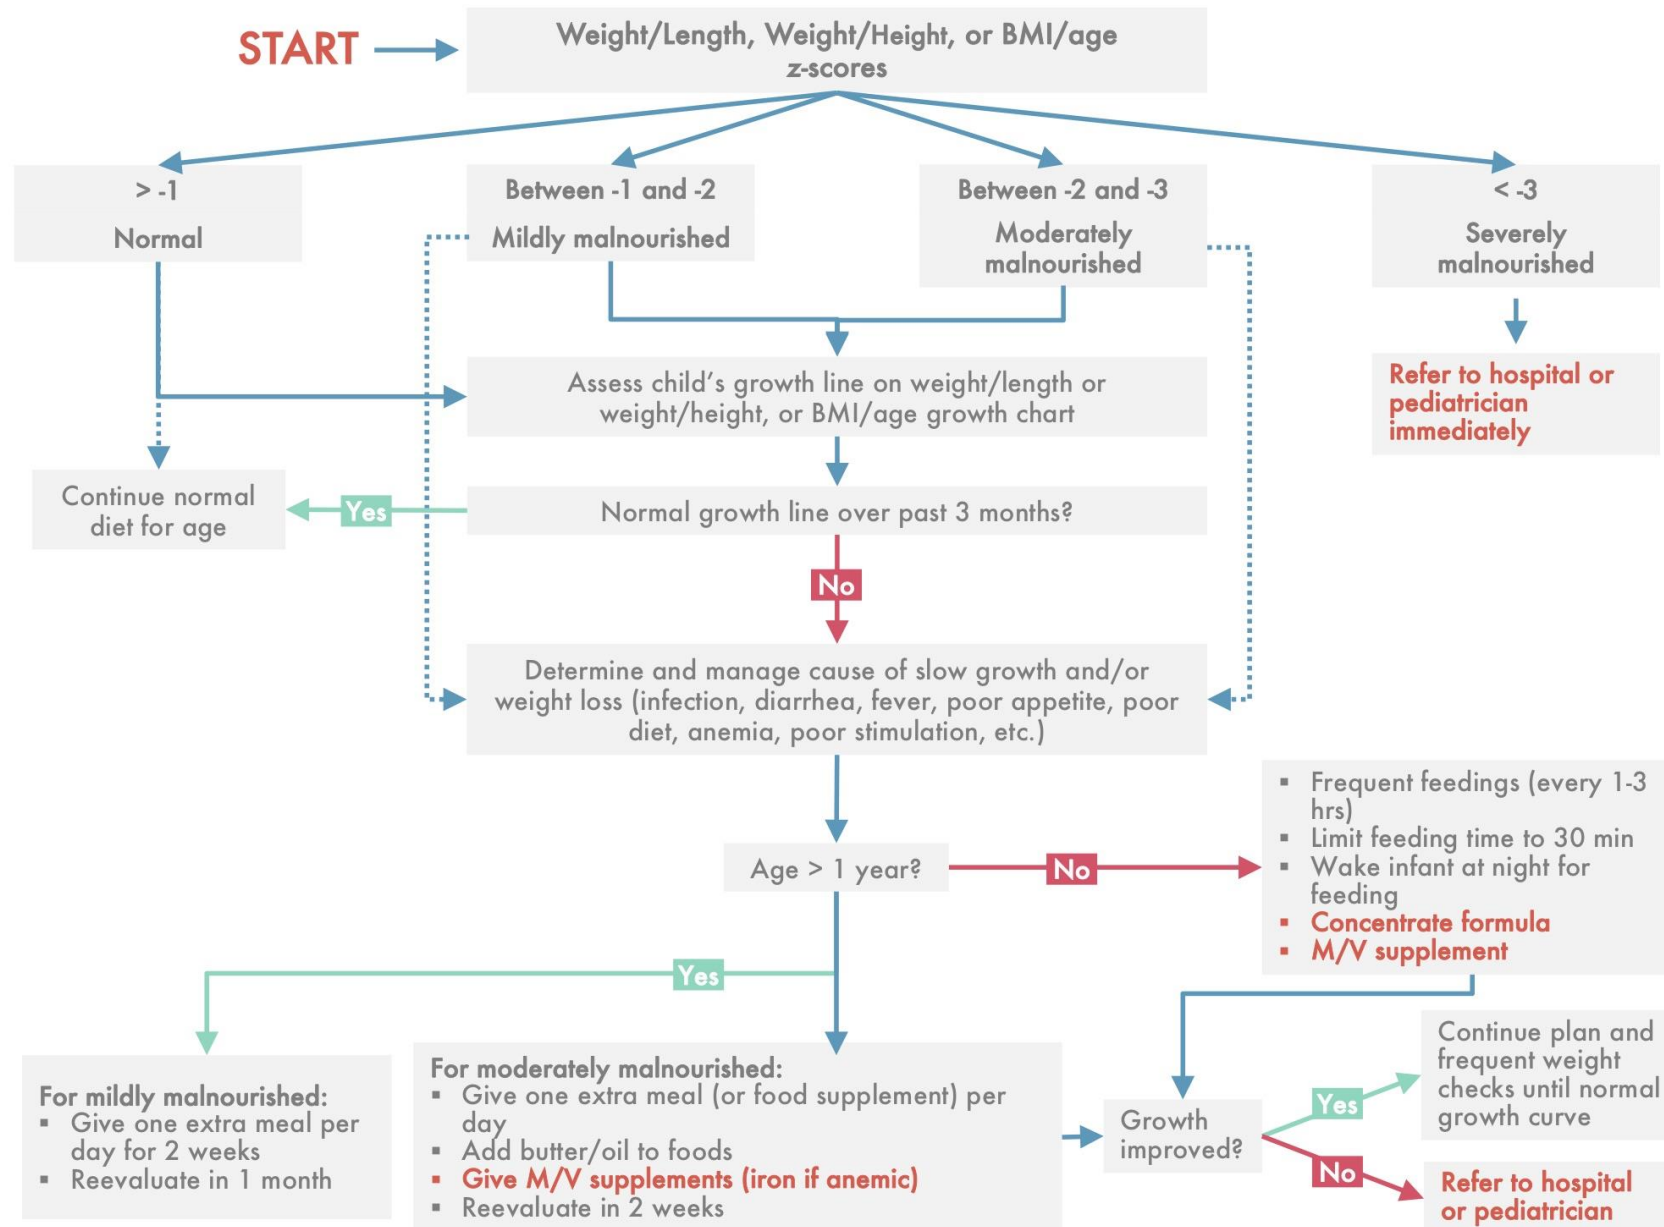 START
Weight/Length, Weight/Height, or BMI/age
z-scores
> -1
Normal
Between -1 and -2
Mildly malnourished
Between -2 and -3
Moderately
malnourished
< -3
Severely
malnourished
Refer to hospital or
pediatrician
immediately
Assess child's growth line on weight/length or
weight/height, or BMI/age growth chart
Continue normal
diet for age
Yes
Normal growth line over past 3 months?
No
Determine and manage cause of slow growth and/or
weight loss (infection, diarrhea, fever, poor appetite, poor
diet, anemia, poor stimulation, etc.)
Age > 1 year?
No
▪ Frequent feedings (every 1-3
hrs)
▪ Limit feeding time to 30 min
▪ Wake infant at night for
feeding
▪ Concentrate formula
▪ M/V supplement
Yes
For mildly malnourished:
▪ Give one extra meal per
day for 2 weeks
▪ Reevaluate in 1 month
For moderately malnourished:
▪ Give one extra meal (or food supplement) per
day
▪ Add butter/oil to foods
▪ Give M/V supplements (iron if anemic)
▪ Reevaluate in 2 weeks
Growth
improved?
Yes
Continue plan and
frequent weight
checks until normal
growth curve
No
Refer to hospital
or pediatrician